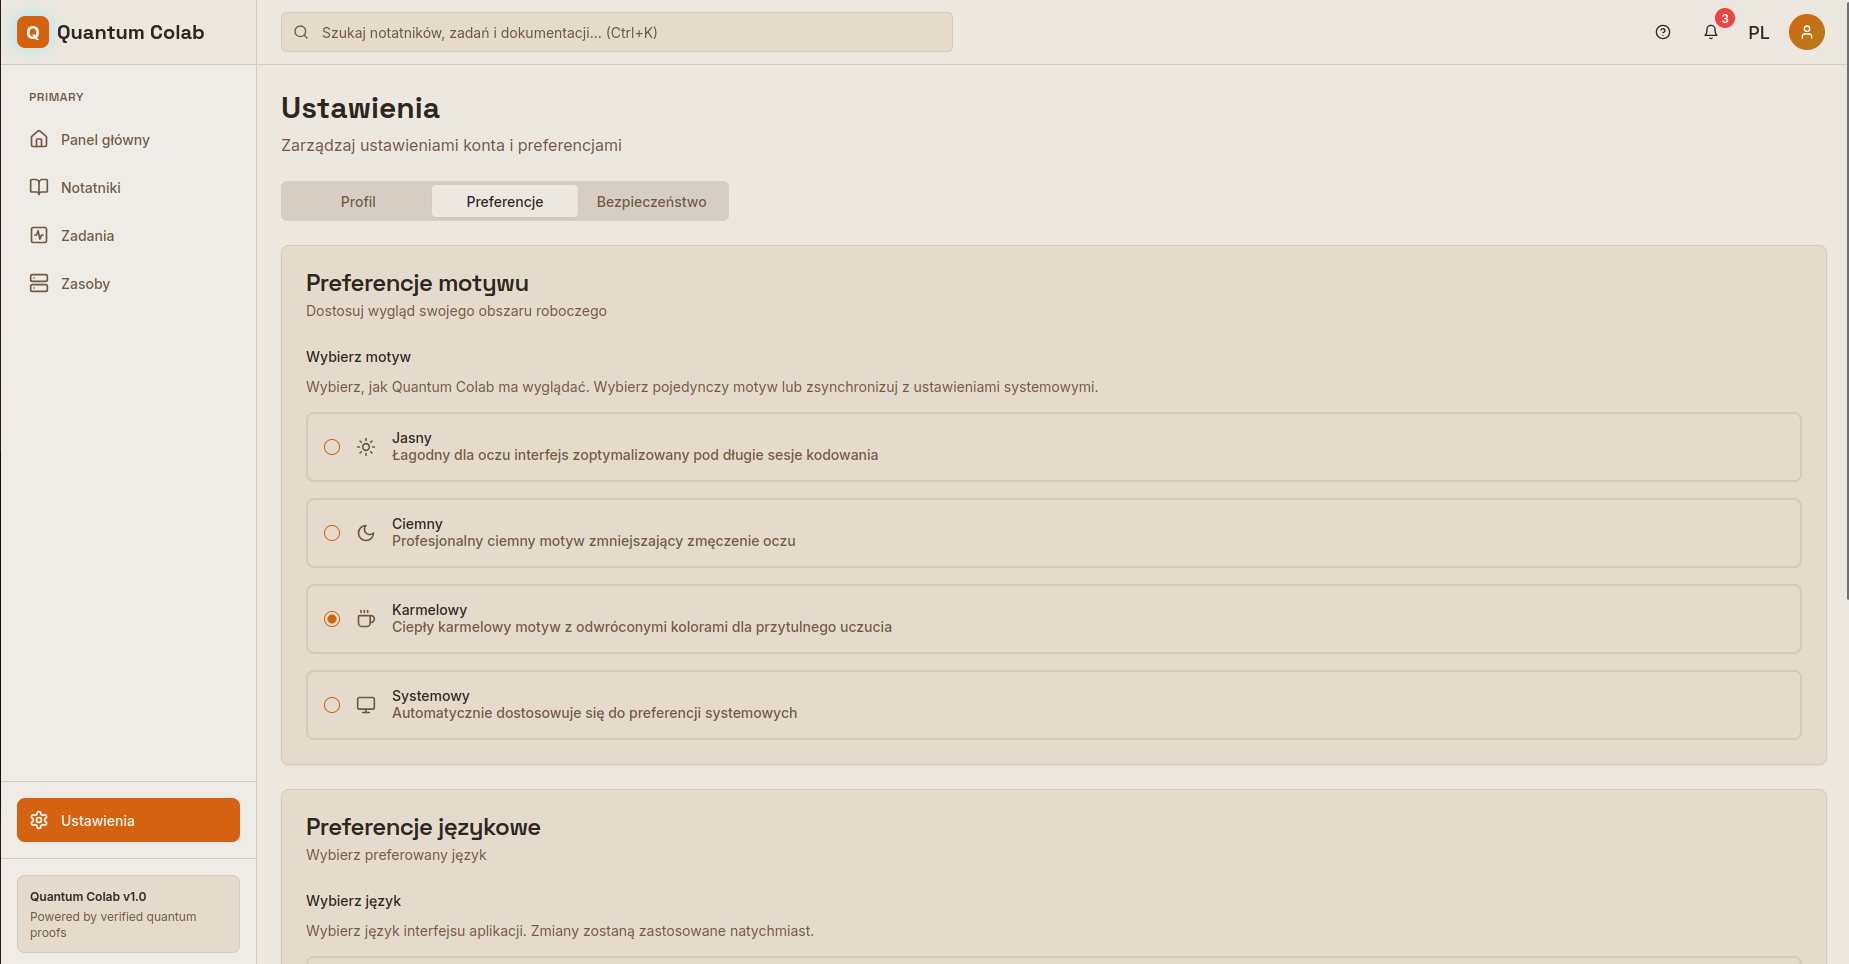 Q Quantum Colab
Szukaj notatników, zadań i dokumentacji... (Ctrl+K)
3
PL
PRIMARY
Panel główny
Notatniki
Zadania
Zasoby
Ustawienia
Quantum Colab v1.0
Powered by verified quantum
proofs
Ustawienia
Zarządzaj ustawieniami konta i preferencjami
Profil
Preferencje
Bezpieczeństwo
Preferencje motywu
Dostosuj wygląd swojego obszaru roboczego
Wybierz motyw
Wybierz, jak Quantum Colab ma wyglądać. Wybierz pojedynczy motyw lub zsynchronizuj z ustawieniami systemowymi.
Jasny
Łagodny dla oczu interfejs zoptymalizowany pod długie sesje kodowania
Ciemny
Profesjonalny ciemny motyw zmniejszający zmęczenie oczu
Karmelowy
Ciepły karmelowy motyw z odwróconymi kolorami dla przytulnego uczucia
Systemowy
Automatycznie dostosowuje się do preferencji systemowych
Preferencje językowe
Wybierz preferowany język
Wybierz język
Wybierz język interfejsu aplikacji. Zmiany zostaną zastosowane natychmiast.